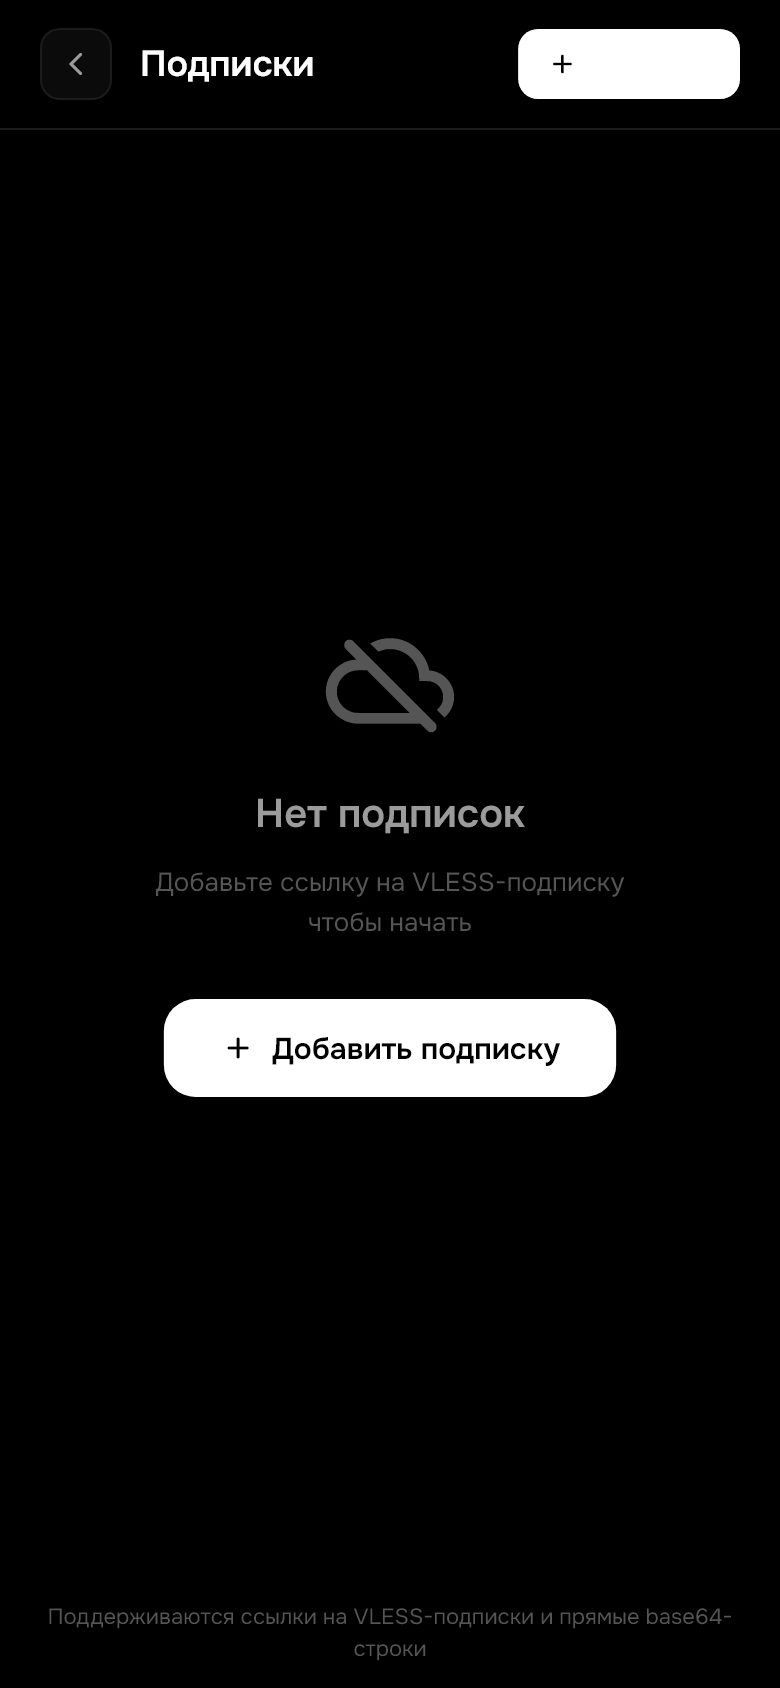 Подписки
+
Нет подписок
Добавьте ссылку на VLESS-подписку
чтобы начать
+ Добавить подписку
Поддерживаются ссылки на VLESS-подписки и прямые base64-
строки